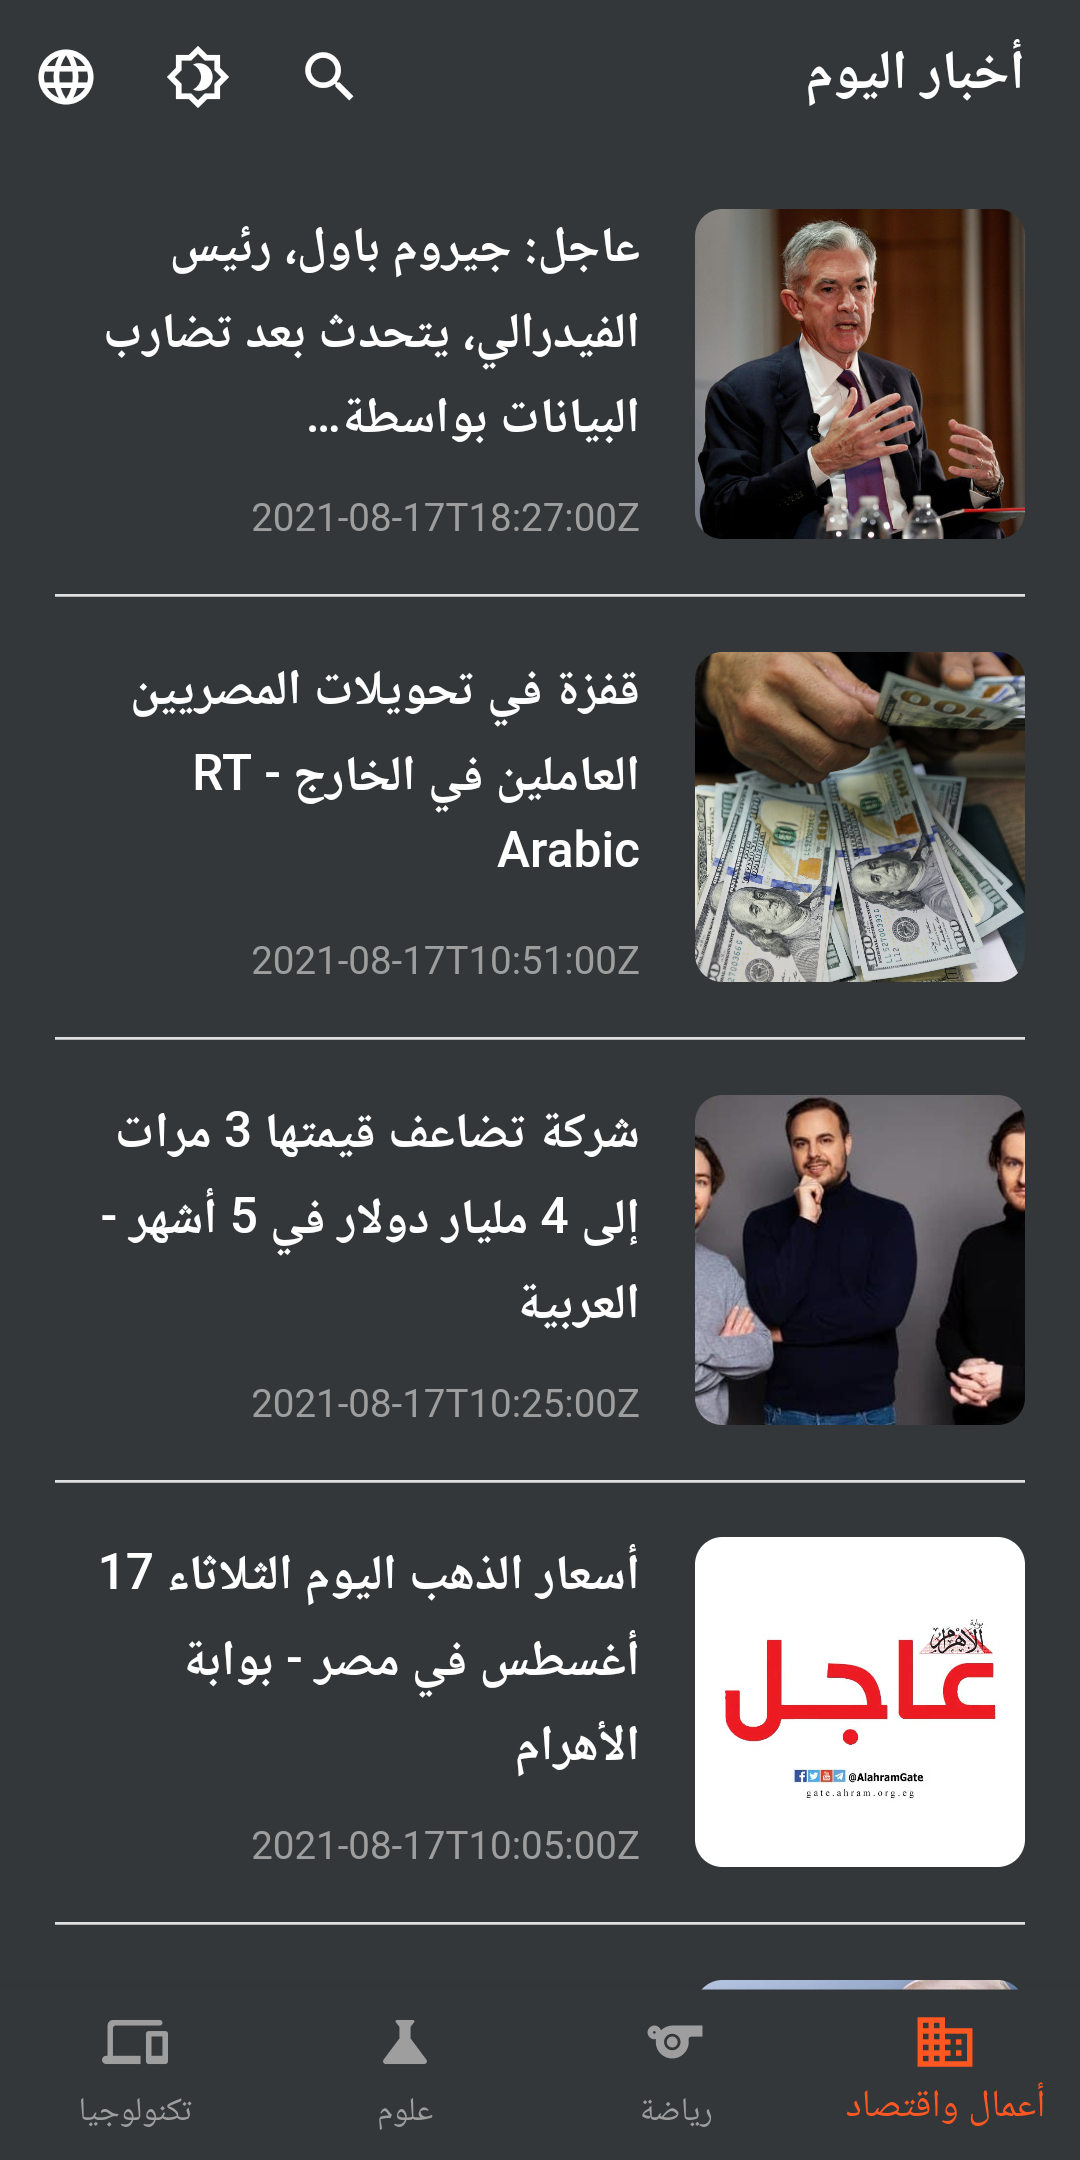 أخبار اليوم
عاجل: جيروم باول، رئيس
الفيدرالي، يتحدث بعد تضارب
البيانات بواسطة...
2021-08-17T18:27:00Z
قفزة في تحويلات المصريين
العاملين في الخارج - RT
Arabic
2021-08-17T10:51:00Z
شركة تضاعف قيمتها 3 مرات
إلى 4 مليار دولار في 5 أشهر -
العربية
2021-08-17T10:25:00Z
أسعار الذهب اليوم الثلاثاء 17
أغسطس في مصر - بوابة
الأهرام
2021-08-17T10:05:00Z
بوابة
الأهرام
عاجل
@AlahramGate
gate.ahram.org.eg
أعمال واقتصاد
رياضة
علوم
تكنولوجيا